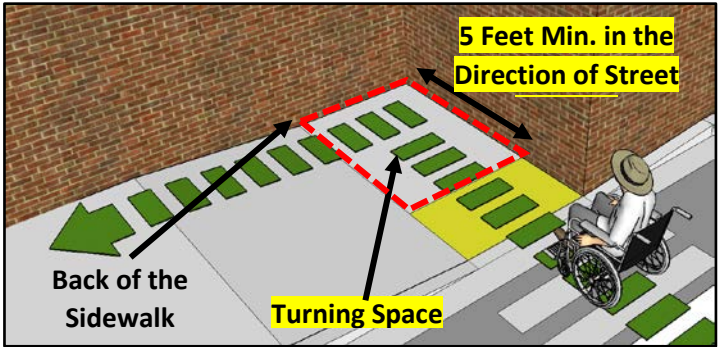 5 Feet Min. in the
Direction of Street
Back of the
Sidewalk
Turning Space